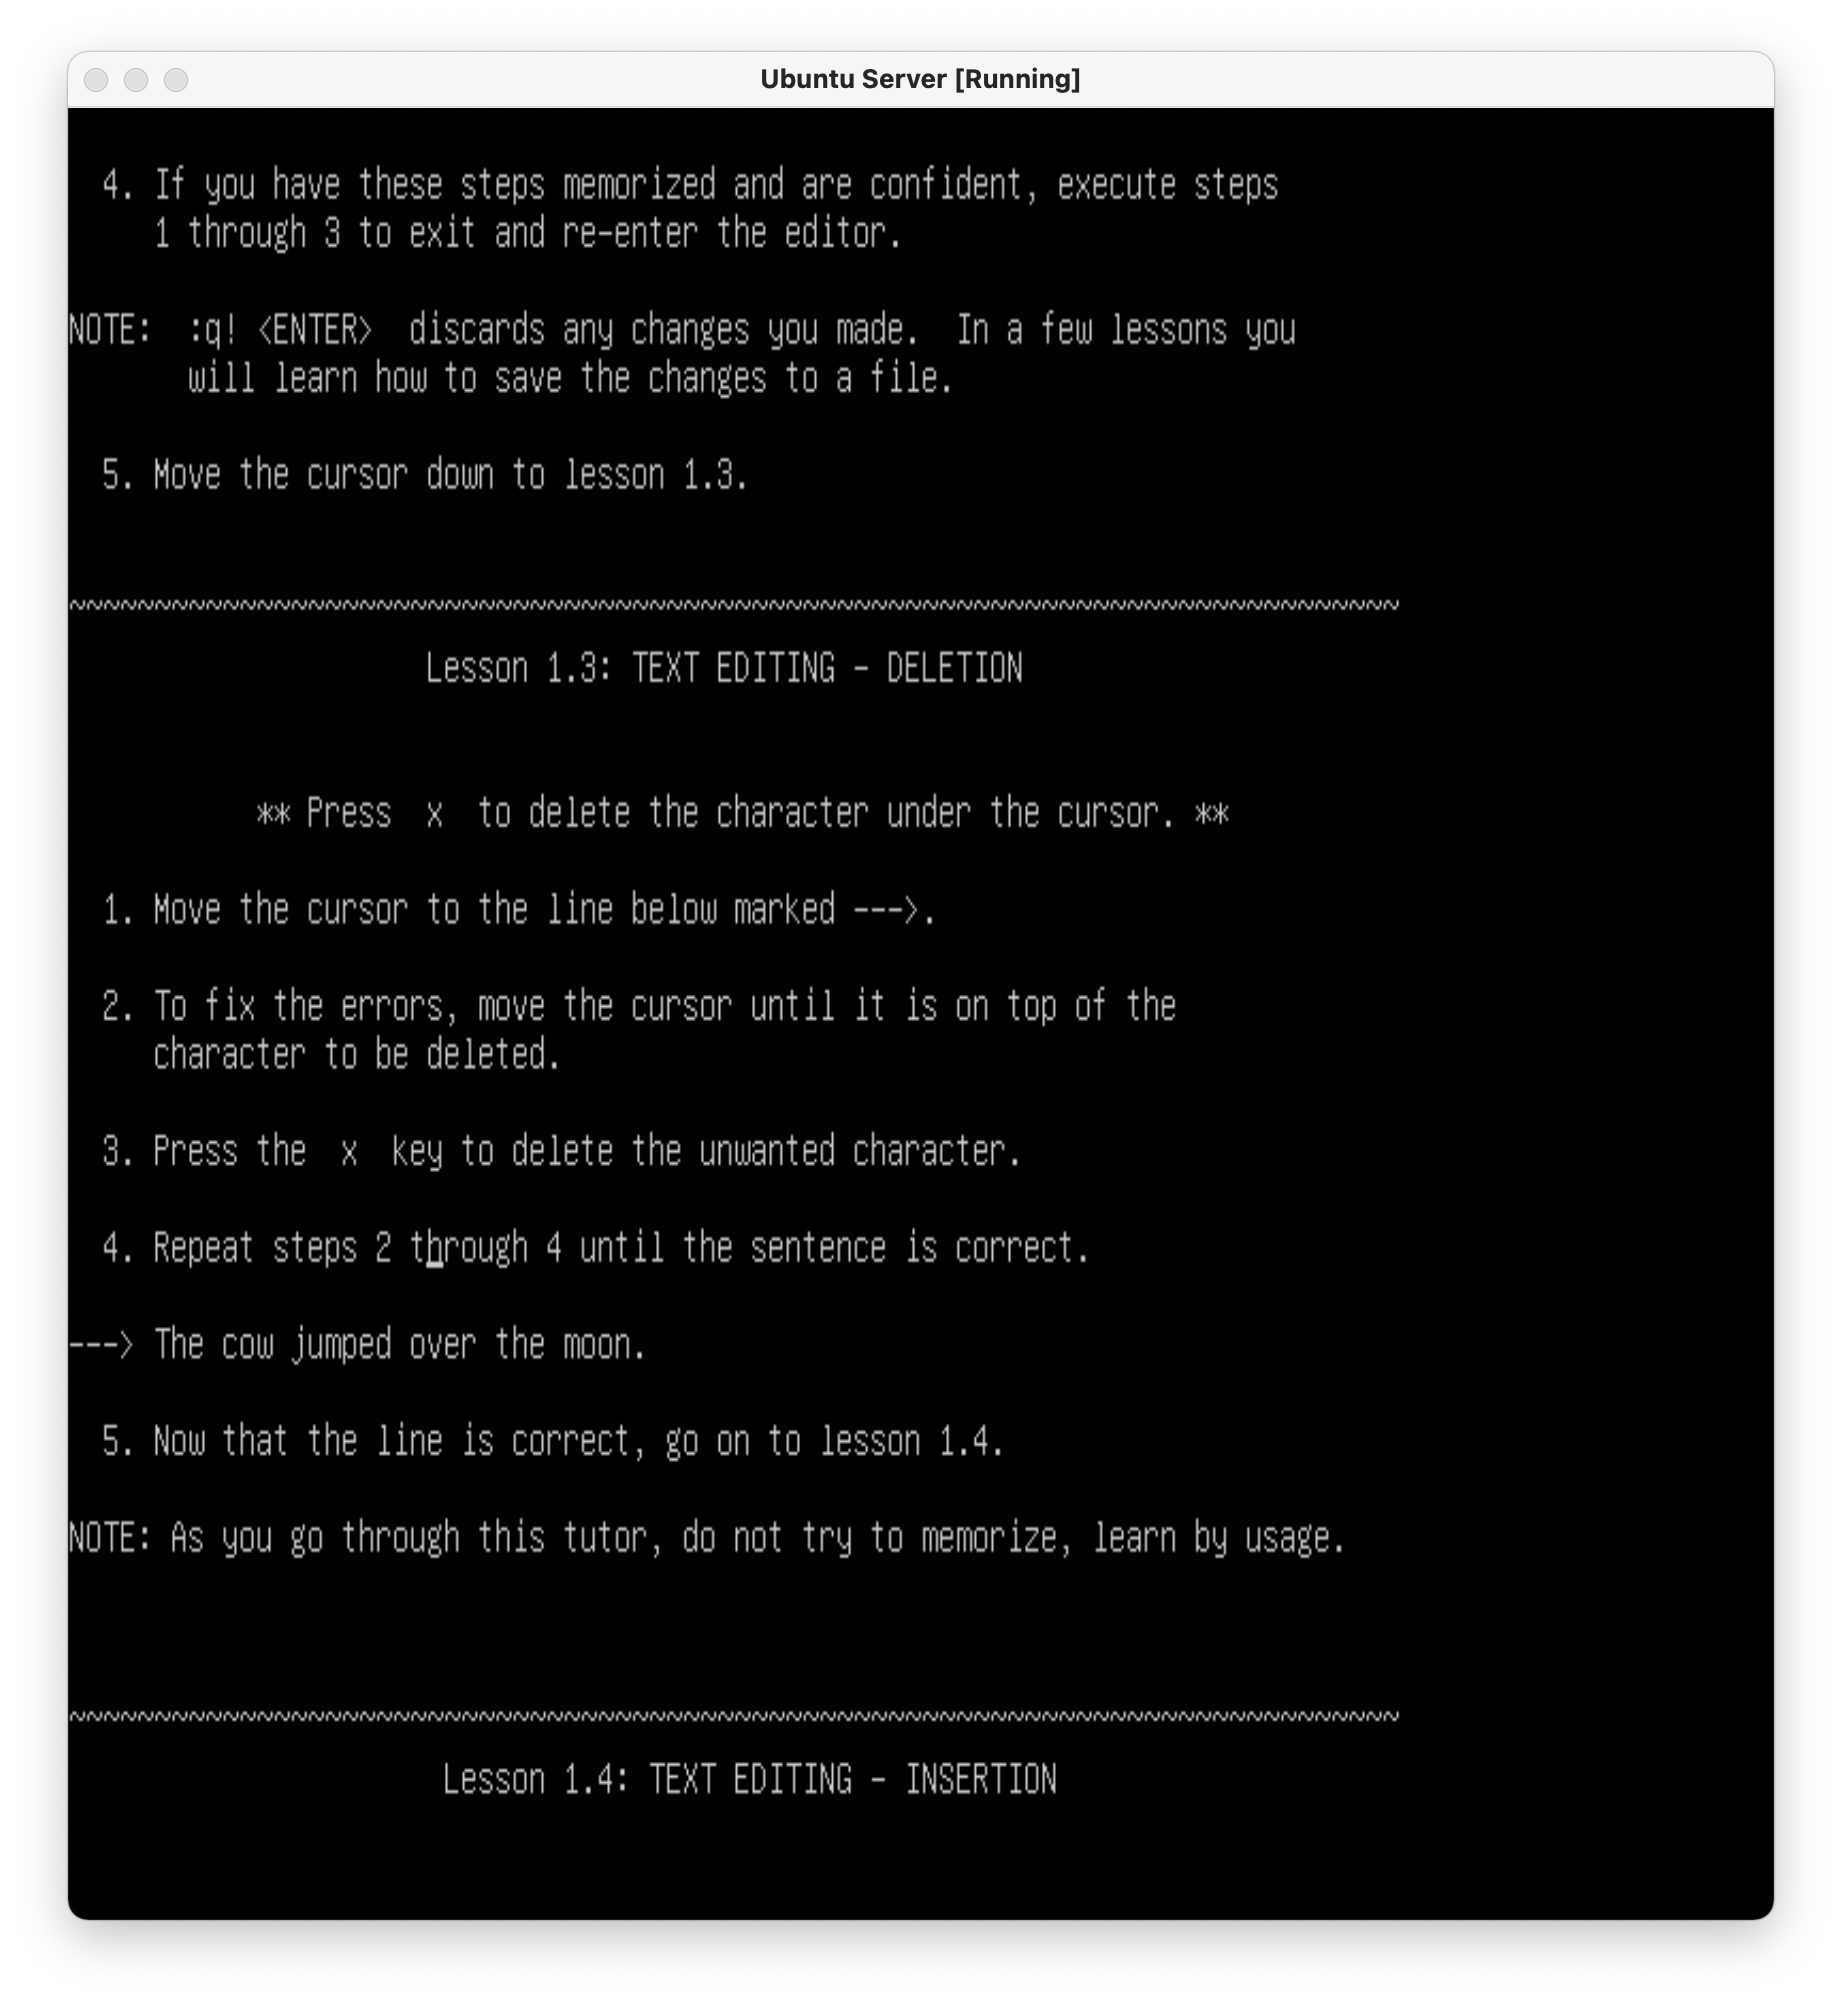 Ubuntu Server [Running]
4. If you have these steps memorized and are confident, execute steps
1 through 3 to exit and re-enter the editor.
NOTE:  :q! <ENTER>  discards any changes you made.  In a few lessons you
will learn how to save the changes to a file.
5. Move the cursor down to lesson 1.3.
~~~~~~~~~~~~~~~~~~~~~~~~~~~~~~~~~~~~~~~~~~~~~~~~~~~~~~~~~~~~~~~~~~~~~~~~~~~~~~
Lesson 1.3: TEXT EDITING - DELETION
** Press  x  to delete the character under the cursor. **
1. Move the cursor to the line below marked --->.
2. To fix the errors, move the cursor until it is on top of the
character to be deleted.
3. Press the  x  key to delete the unwanted character.
4. Repeat steps 2 through 4 until the sentence is correct.
---> The cow jumped over the moon.
5. Now that the line is correct, go on to lesson 1.4.
NOTE: As you go through this tutor, do not try to memorize, learn by usage.
~~~~~~~~~~~~~~~~~~~~~~~~~~~~~~~~~~~~~~~~~~~~~~~~~~~~~~~~~~~~~~~~~~~~~~~~~~~~~~
Lesson 1.4: TEXT EDITING - INSERTION